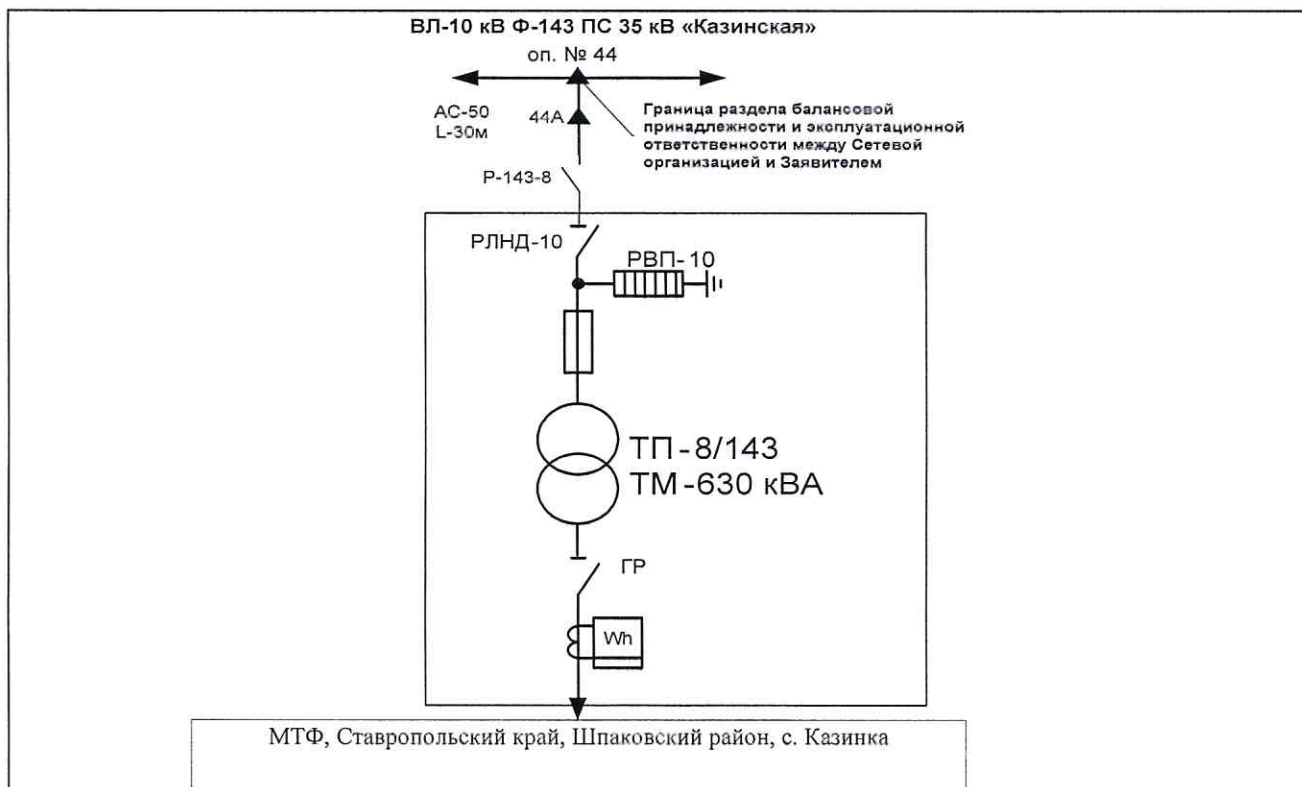 ВЛ-10 кВ Ф-143 ПС 35 кВ «Казинская»
оп. № 44
АС-50
L-30м
44А
Граница раздела балансовой
принадлежности и эксплуатационной
ответственности между Сетевой
организацией и Заявителем
Р-143-8
РЛНД-10
РВП-10
ТП-8/143
ТМ-630 кВА
ГР
Wh
МТФ, Ставропольский край, Шпаковский район, с. Казинка